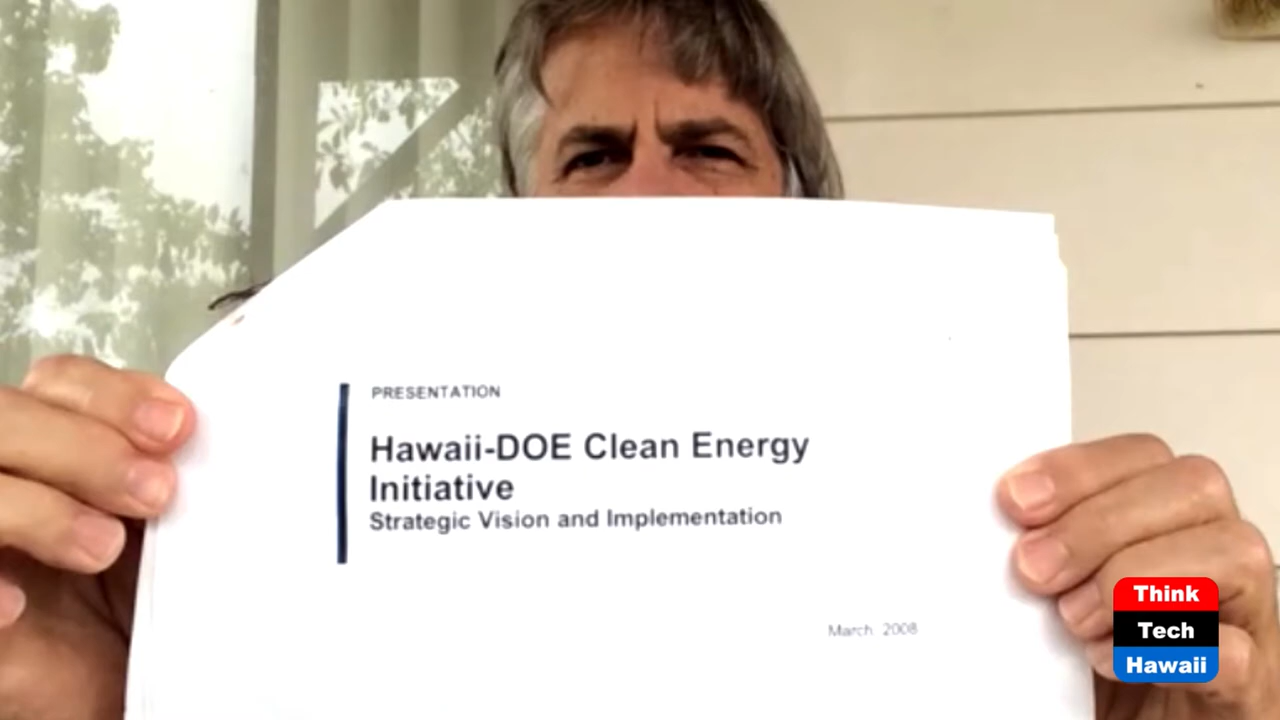 PRESENTATION
Hawaii-DOE Clean Energy
Initiative
Strategic Vision and Implementation
March 2008
Think
Tech
Hawaii